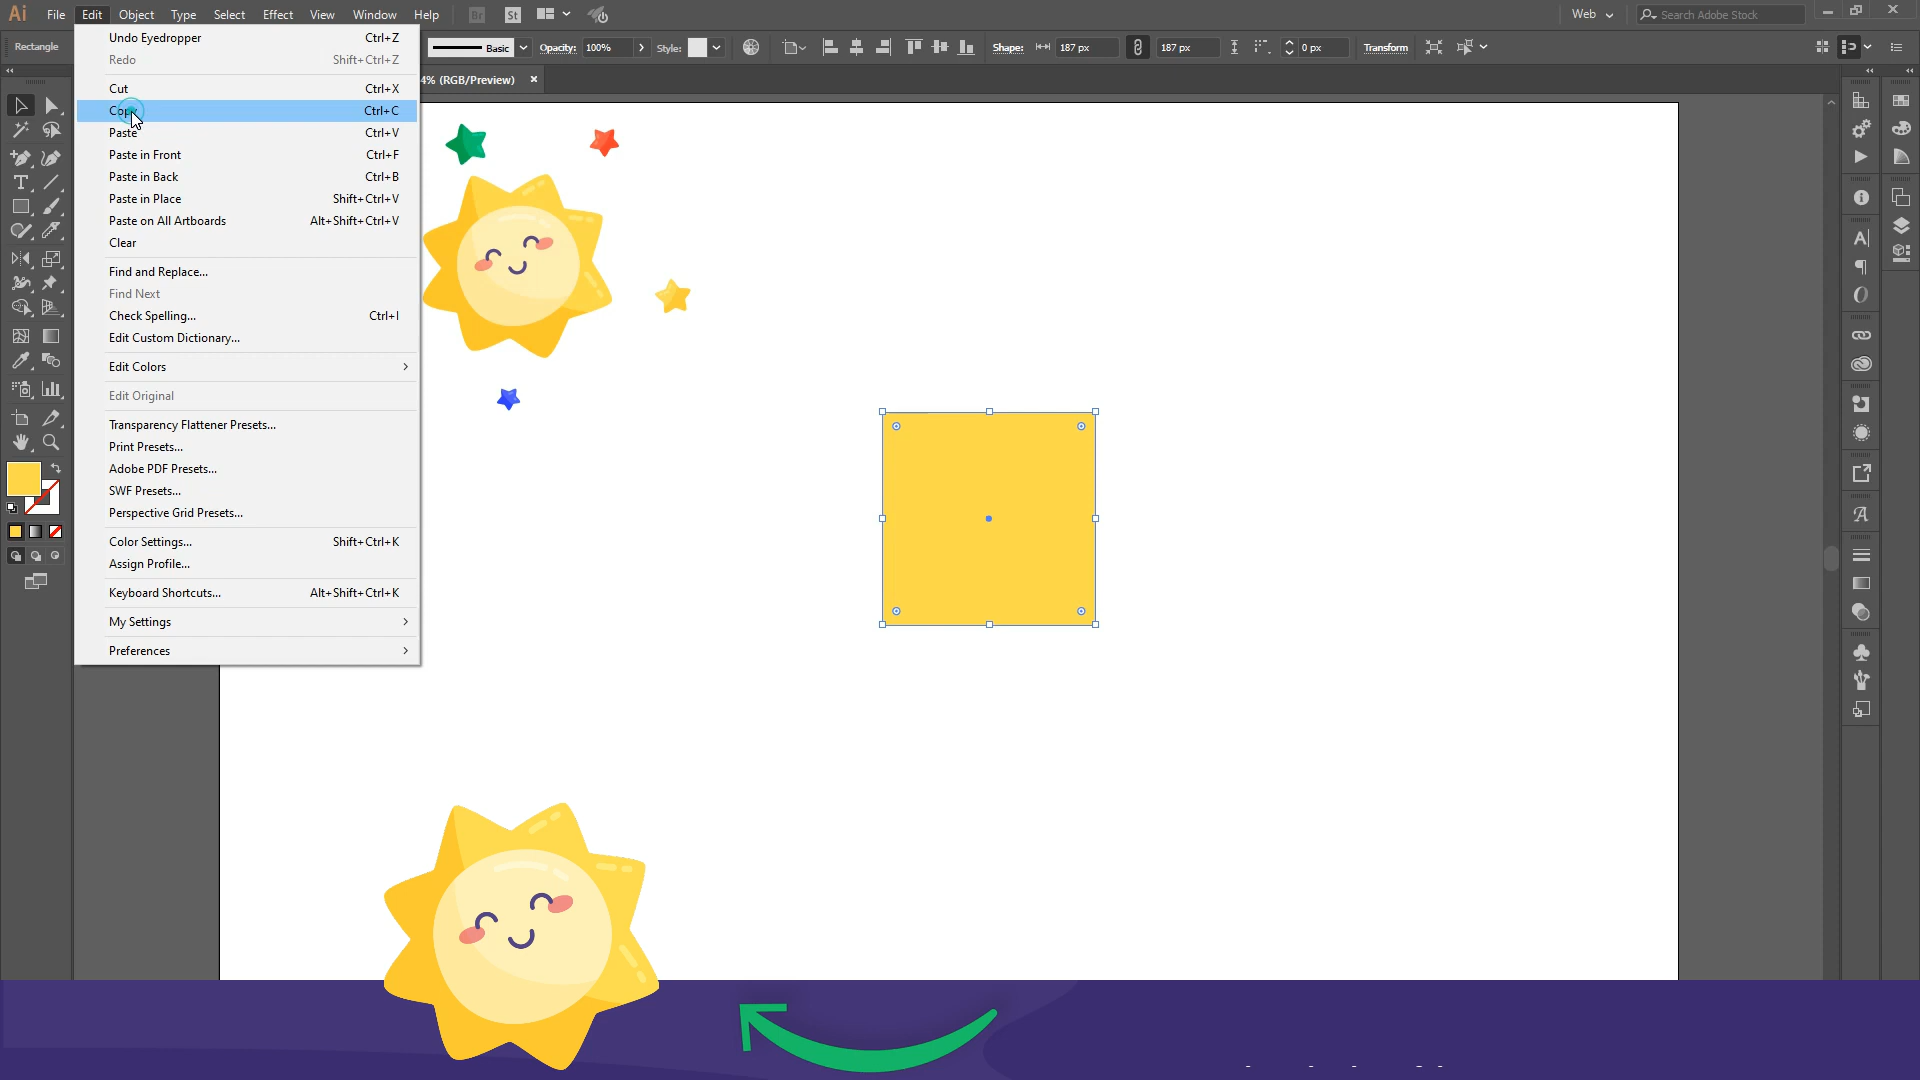 Ai File Edit Object Type Select Effect View Window Help Br St Web Search Adobe Stock
Rectangle Basic Opacity: 100% Style: Shape: 187 px 187 px 0 px Transform
4% (RGB/Preview) ×
Undo Eyedropper Ctrl+Z
Redo Shift+Ctrl+Z
Cut Ctrl+X
Copy Ctrl+C
Paste Ctrl+V
Paste in Front Ctrl+F
Paste in Back Ctrl+B
Paste in Place Shift+Ctrl+V
Paste on All Artboards Alt+Shift+Ctrl+V
Clear
Find and Replace...
Find Next
Check Spelling... Ctrl+I
Edit Custom Dictionary...
Edit Colors
Edit Original
Transparency Flattener Presets...
Print Presets...
Adobe PDF Presets...
SWF Presets...
Perspective Grid Presets...
Color Settings... Shift+Ctrl+K
Assign Profile...
Keyboard Shortcuts... Alt+Shift+Ctrl+K
My Settings
Preferences